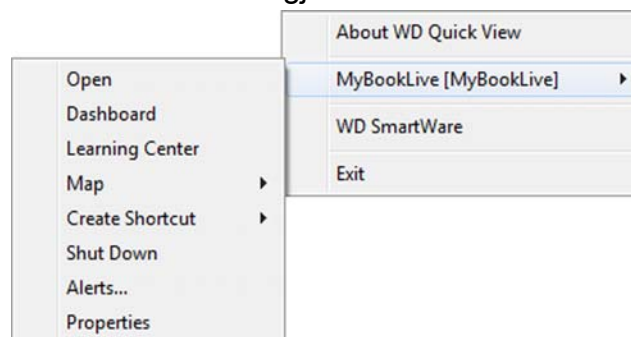 About WD Quick View
MyBookLive [MyBookLive]
WD SmartWare
Exit
Open
Dashboard
Learning Center
Map
Create Shortcut
Shut Down
Alerts...
Properties